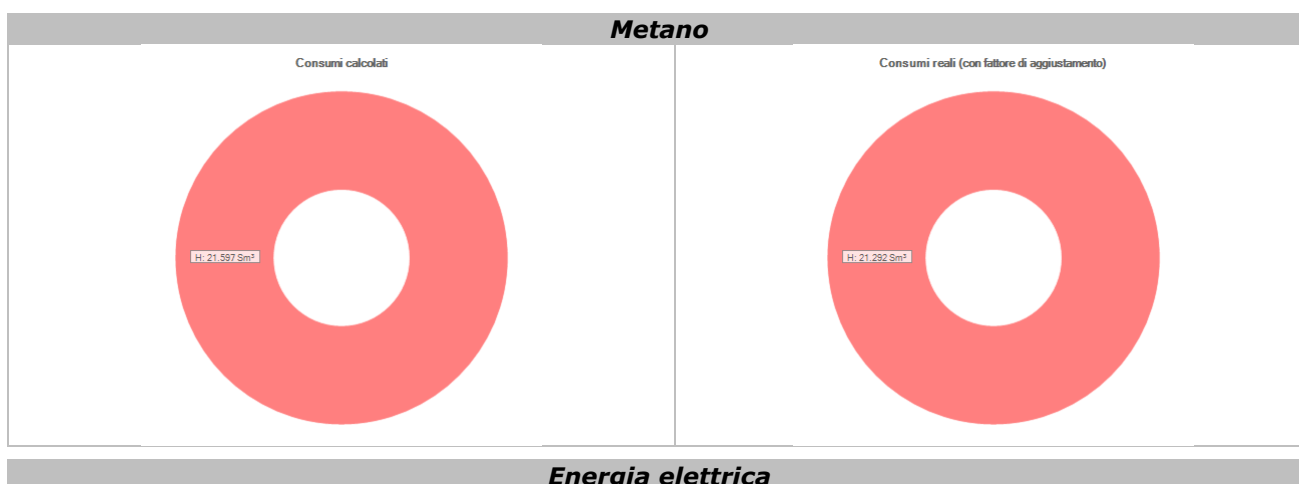 Metano
Consumi calcolati
Consumi reali (con fattore di aggiustamento)
H: 21.597 Sm³
H: 21.292 Sm³
Energia elettrica